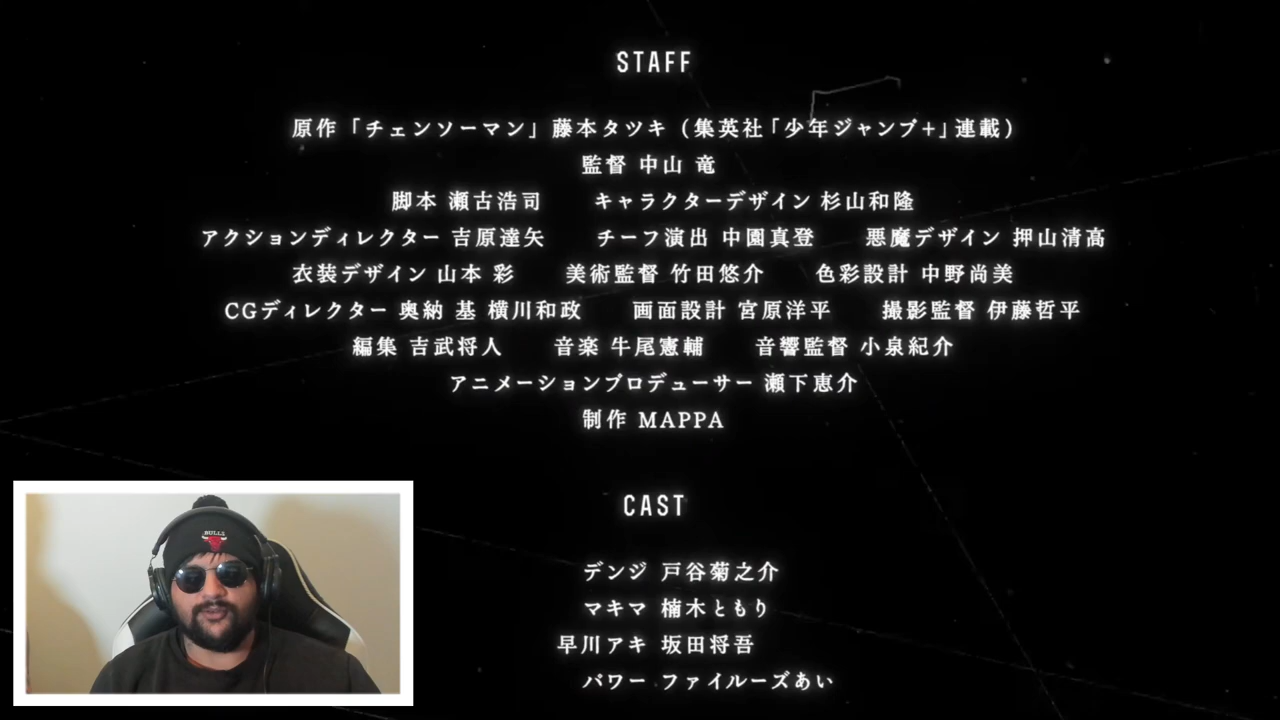 STAFF
原作「チェンソーマン」藤本タツキ（集英社「少年ジャンプ+」連載）
監督 中山 竜
脚本 瀬古浩司 キャラクターデザイン 杉山和隆
アクションディレクター 吉原達矢 チーフ演出 中園真登 悪魔デザイン 押山清高
衣装デザイン 山本 彩 美術監督 竹田悠介 色彩設計 中野尚美
CGディレクター 奥納 基 横川和政 画面設計 宮原洋平 撮影監督 伊藤哲平
編集 吉武将人 音楽 牛尾憲輔 音響監督 小泉紀介
アニメーションプロデューサー 瀬下恵介
制作 MAPPA
CAST
デンジ 戸谷菊之介
マキマ 楠木ともり
早川アキ 坂田将吾
パワー ファイルーズあい
BULLS